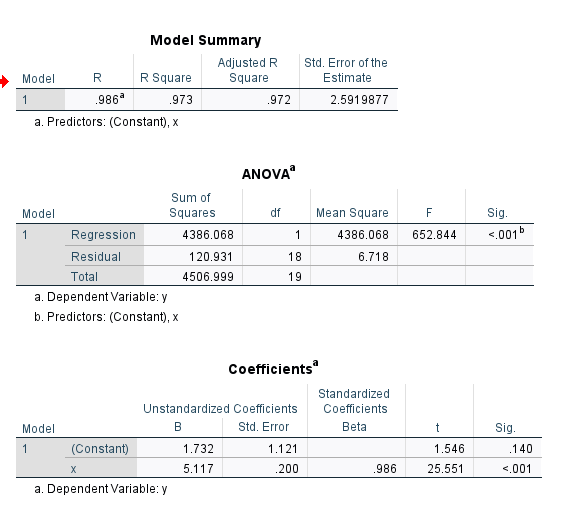 Model Summary
Model R R Square Adjusted R Square Std. Error of the Estimate
1 .986a .973 .972 2.5919877
a. Predictors: (Constant), x
ANOVAa
Model Sum of Squares df Mean Square F Sig.
1 Regression 4386.068 1 4386.068 652.844 <.001b
Residual 120.931 18 6.718
Total 4506.999 19
a. Dependent Variable: y
b. Predictors: (Constant), x
Coefficientsa
Unstandardized Coefficients Standardized Coefficients
Model B Std. Error Beta t Sig.
1 (Constant) 1.732 1.121 1.546 .140
x 5.117 .200 .986 25.551 <.001
a. Dependent Variable: y